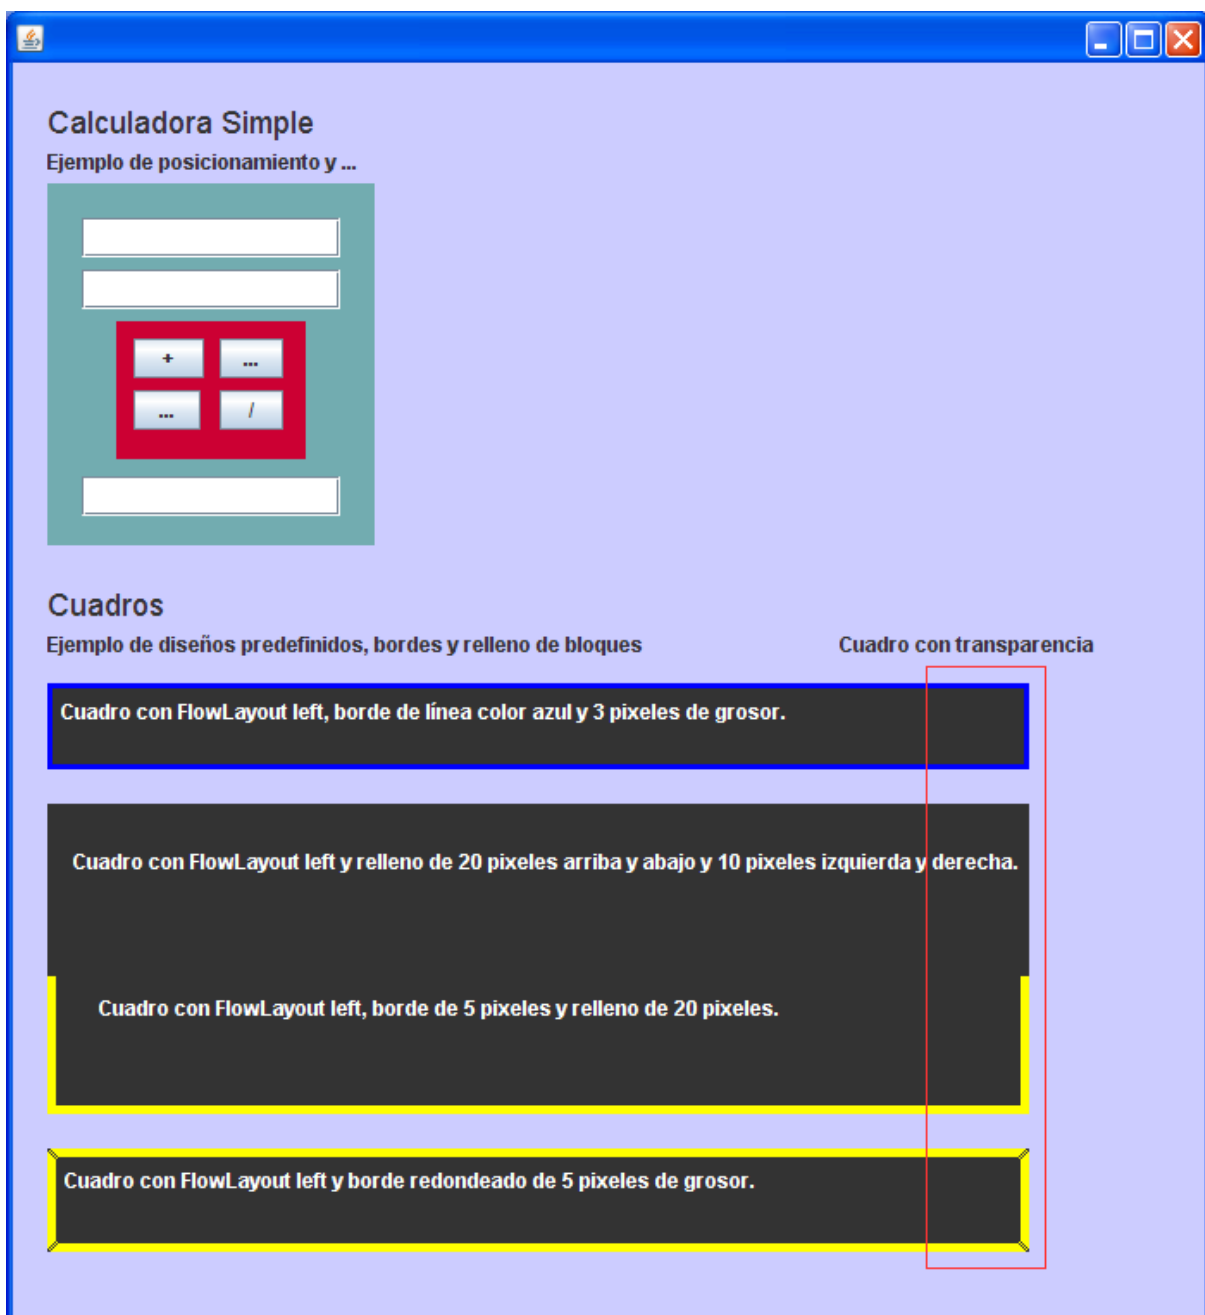 Calculadora Simple
Ejemplo de posicionamiento y ...
+ ...
... /
Cuadros
Ejemplo de diseños predefinidos, bordes y relleno de bloques
Cuadro con transparencia
Cuadro con FlowLayout left, borde de línea color azul y 3 pixeles de grosor.
Cuadro con FlowLayout left y relleno de 20 pixeles arriba y abajo y 10 pixeles izquierda y derecha.
Cuadro con FlowLayout left, borde de 5 pixeles y relleno de 20 pixeles.
Cuadro con FlowLayout left y borde redondeado de 5 pixeles de grosor.